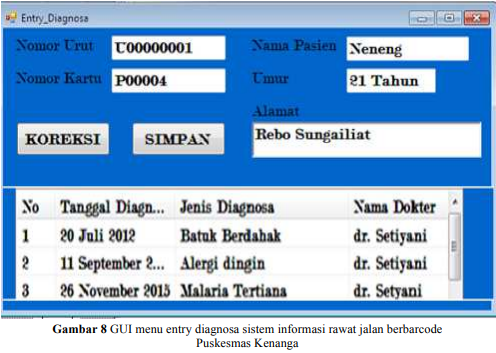 Entry_Diagnosa
Nomor Urut U00000001 Nama Pasien Neneng
Nomor Kartu P00004 Umur 21 Tahun
Alamat
KOREKSI SIMPAN Rebo Sungailiat
No Tanggal Diagn... Jenis Diagnosa Nama Dokter
1 20 Juli 2012 Batuk Berdahak dr. Setiyani
2 11 September 2... Alergi dingin dr. Setiyani
3 26 November 2015 Malaria Tertiana dr. Setyani
Gambar 8 GUI menu entry diagnosa sistem informasi rawat jalan berbarcode
Puskesmas Kenanga